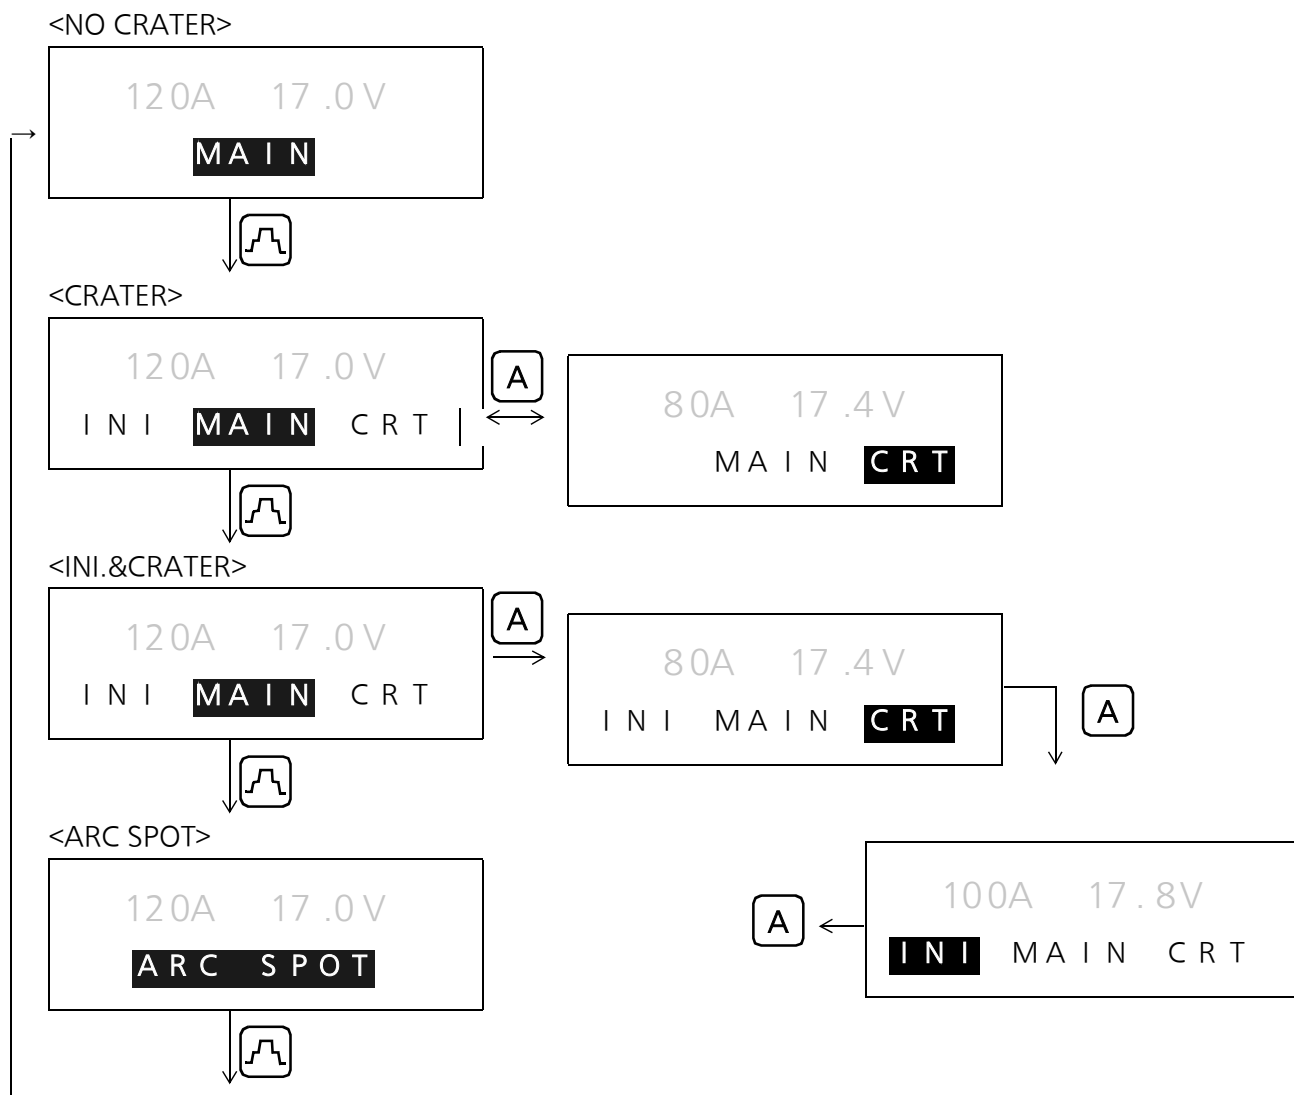 <NO CRATER>
120A 17.0V
MAIN
<CRATER>
120A 17.0V
INI MAIN CRT
A
80A 17.4V
MAIN CRT
<INI.&CRATER>
120A 17.0V
INI MAIN CRT
A
80A 17.4V
INI MAIN CRT
A
<ARC SPOT>
120A 17.0V
ARC SPOT
A
100A 17.8V
INI MAIN CRT